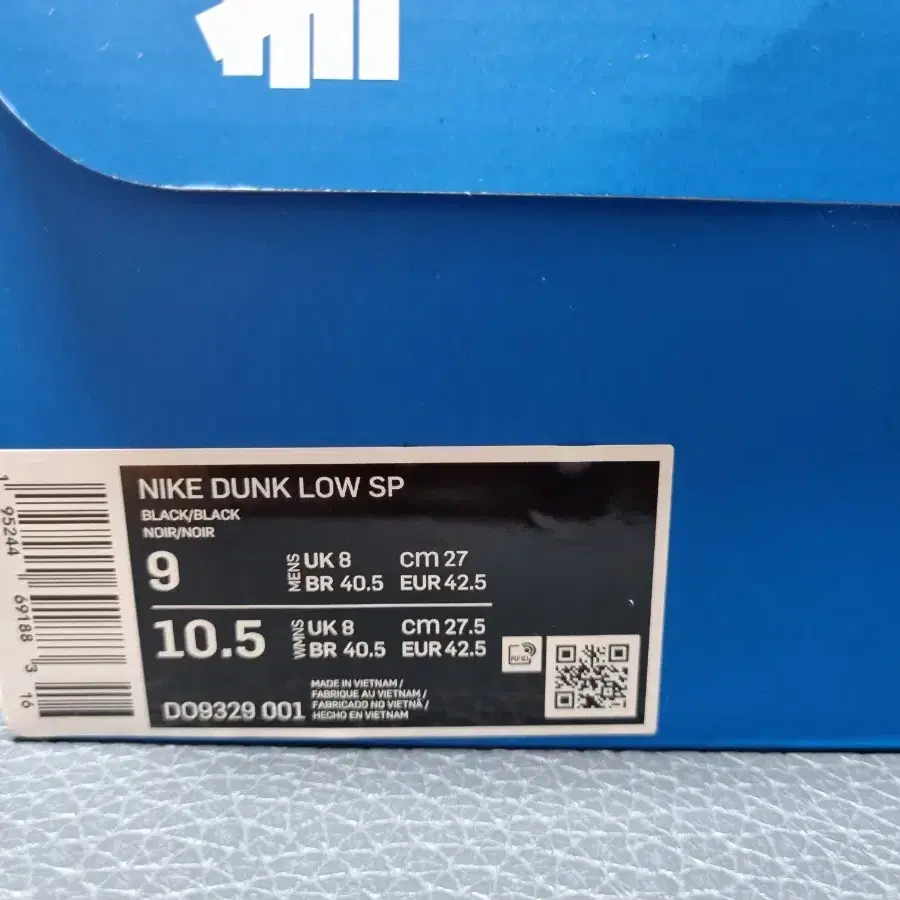 NIKE DUNK LOW SP
BLACK/BLACK
NOIR/NOIR
9 MENS UK 8 cm 27
BR 40.5 EUR 42.5
10.5 WMNS UK 8 cm 27.5
BR 40.5 EUR 42.5
RFID
MADE IN VIETNAM /
FABRIQUE AU VIETNAM /
FABRICADO NO VIETNÃ /
HECHO EN VIETNAM
DO9329 001
1 95244 69188 3 16